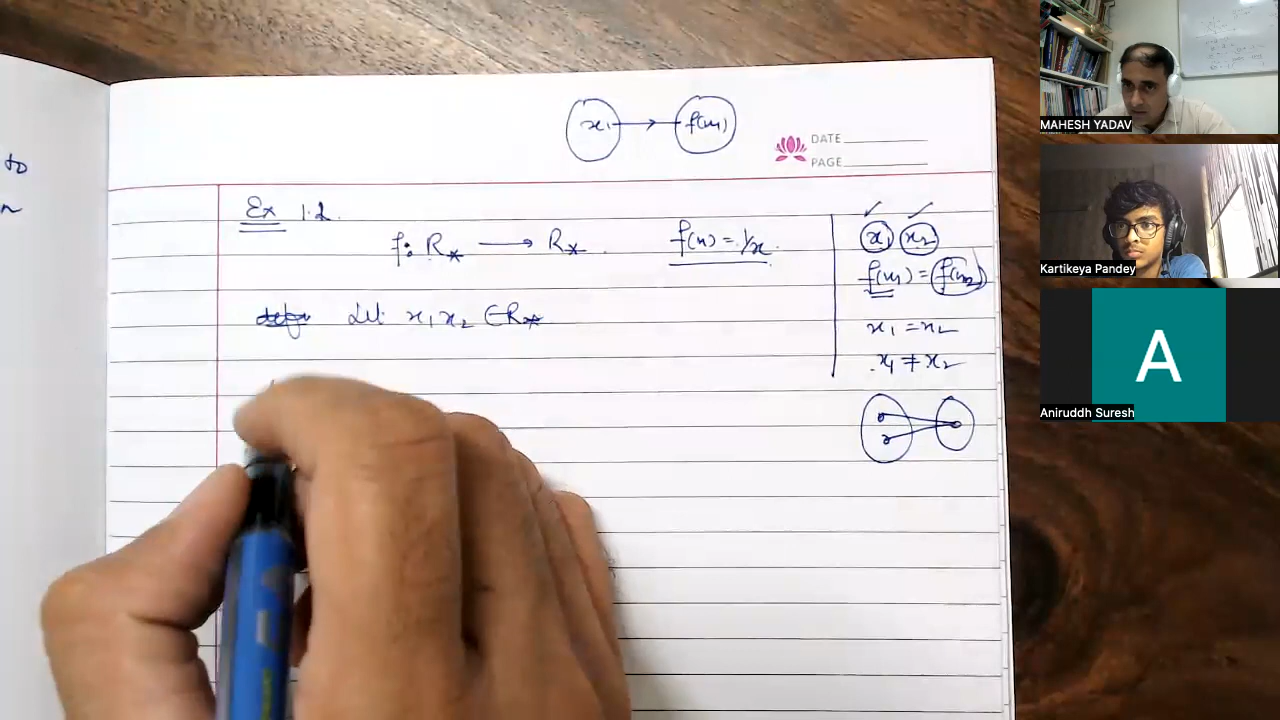 to
x₁ → f(x₁)
DATE
PAGE
Ex 1.2.
f: R* → R* . f(x) = 1/x.
Let x₁ x₂ ∈ R*
x₁ x₂
f(x₁) = f(x₂)
x₁ = x₂
x₁ ≠ x₂
MAHESH YADAV
Kartikeya Pandey
A
Aniruddh Suresh